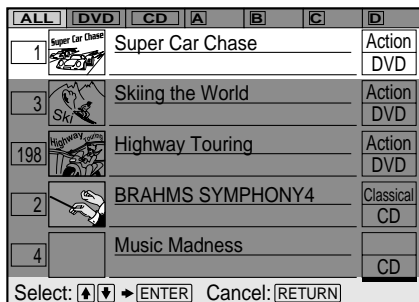 ALL DVD CD A B C D
1 Super Car Chase Super Car Chase Action DVD
3 Ski Skiing the World Action DVD
198 Highway Touring Highway Touring Action DVD
2 BRAHMS SYMPHONY4 Classical CD
4 Music Madness CD
Select: ENTER Cancel: RETURN